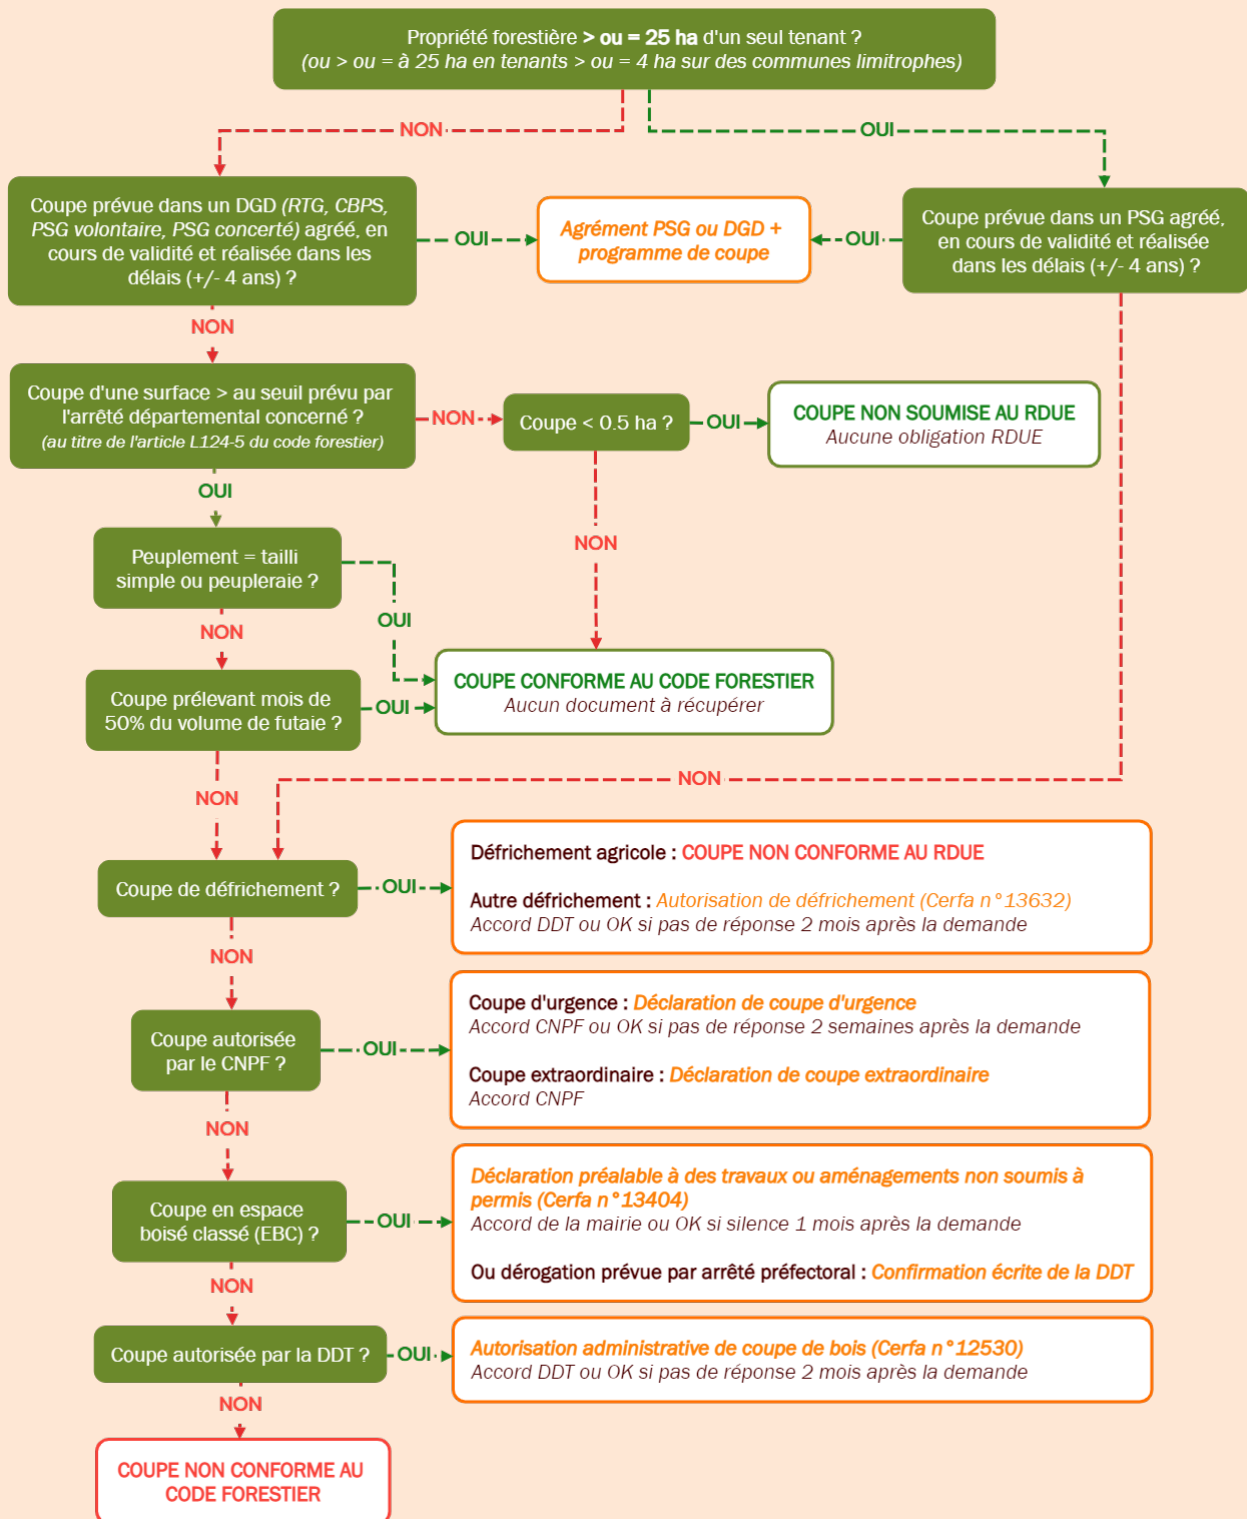 Propriété forestière > ou = 25 ha d'un seul tenant ?
(ou > ou = à 25 ha en tenants > ou = 4 ha sur des communes limitrophes)
NON
OUI
Coupe prévue dans un DGD (RTG, CBPS,
PSG volontaire, PSG concerté) agréé, en
cours de validité et réalisée dans les
délais (+/- 4 ans) ?
OUI
Agrément PSG ou DGD +
programme de coupe
OUI
Coupe prévue dans un PSG agréé,
en cours de validité et réalisée
dans les délais (+/- 4 ans) ?
NON
Coupe d'une surface > au seuil prévu par
l'arrêté départemental concerné ?
(au titre de l'article L124-5 du code forestier)
NON
Coupe < 0.5 ha ?
OUI
COUPE NON SOUMISE AU RDUE
Aucune obligation RDUE
OUI
NON
Peuplement = tailli
simple ou peupleraie ?
OUI
NON
Coupe prélevant mois de
50% du volume de futaie ?
OUI
COUPE CONFORME AU CODE FORESTIER
Aucun document à récupérer
NON
NON
Coupe de défrichement ?
OUI
Défrichement agricole : COUPE NON CONFORME AU RDUE
Autre défrichement : Autorisation de défrichement (Cerfa n°13632)
Accord DDT ou OK si pas de réponse 2 mois après la demande
NON
Coupe autorisée
par le CNPF ?
OUI
Coupe d'urgence : Déclaration de coupe d'urgence
Accord CNPF ou OK si pas de réponse 2 semaines après la demande
Coupe extraordinaire : Déclaration de coupe extraordinaire
Accord CNPF
NON
Coupe en espace
boisé classé (EBC) ?
OUI
Déclaration préalable à des travaux ou aménagements non soumis à
permis (Cerfa n°13404)
Accord de la mairie ou OK si silence 1 mois après la demande
Ou dérogation prévue par arrêté préfectoral : Confirmation écrite de la DDT
NON
Coupe autorisée par la DDT ?
OUI
Autorisation administrative de coupe de bois (Cerfa n°12530)
Accord DDT ou OK si pas de réponse 2 mois après la demande
NON
COUPE NON CONFORME AU
CODE FORESTIER